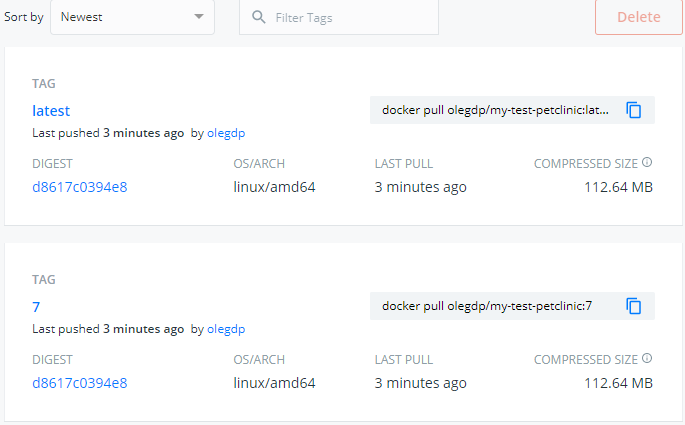 Sort by Newest Filter Tags Delete
TAG
latest docker pull olegdp/my-test-petclinic:lat...
Last pushed 3 minutes ago by olegdp
DIGEST OS/ARCH LAST PULL COMPRESSED SIZE
d8617c0394e8 linux/amd64 3 minutes ago 112.64 MB
TAG
7 docker pull olegdp/my-test-petclinic:7
Last pushed 3 minutes ago by olegdp
DIGEST OS/ARCH LAST PULL COMPRESSED SIZE
d8617c0394e8 linux/amd64 3 minutes ago 112.64 MB